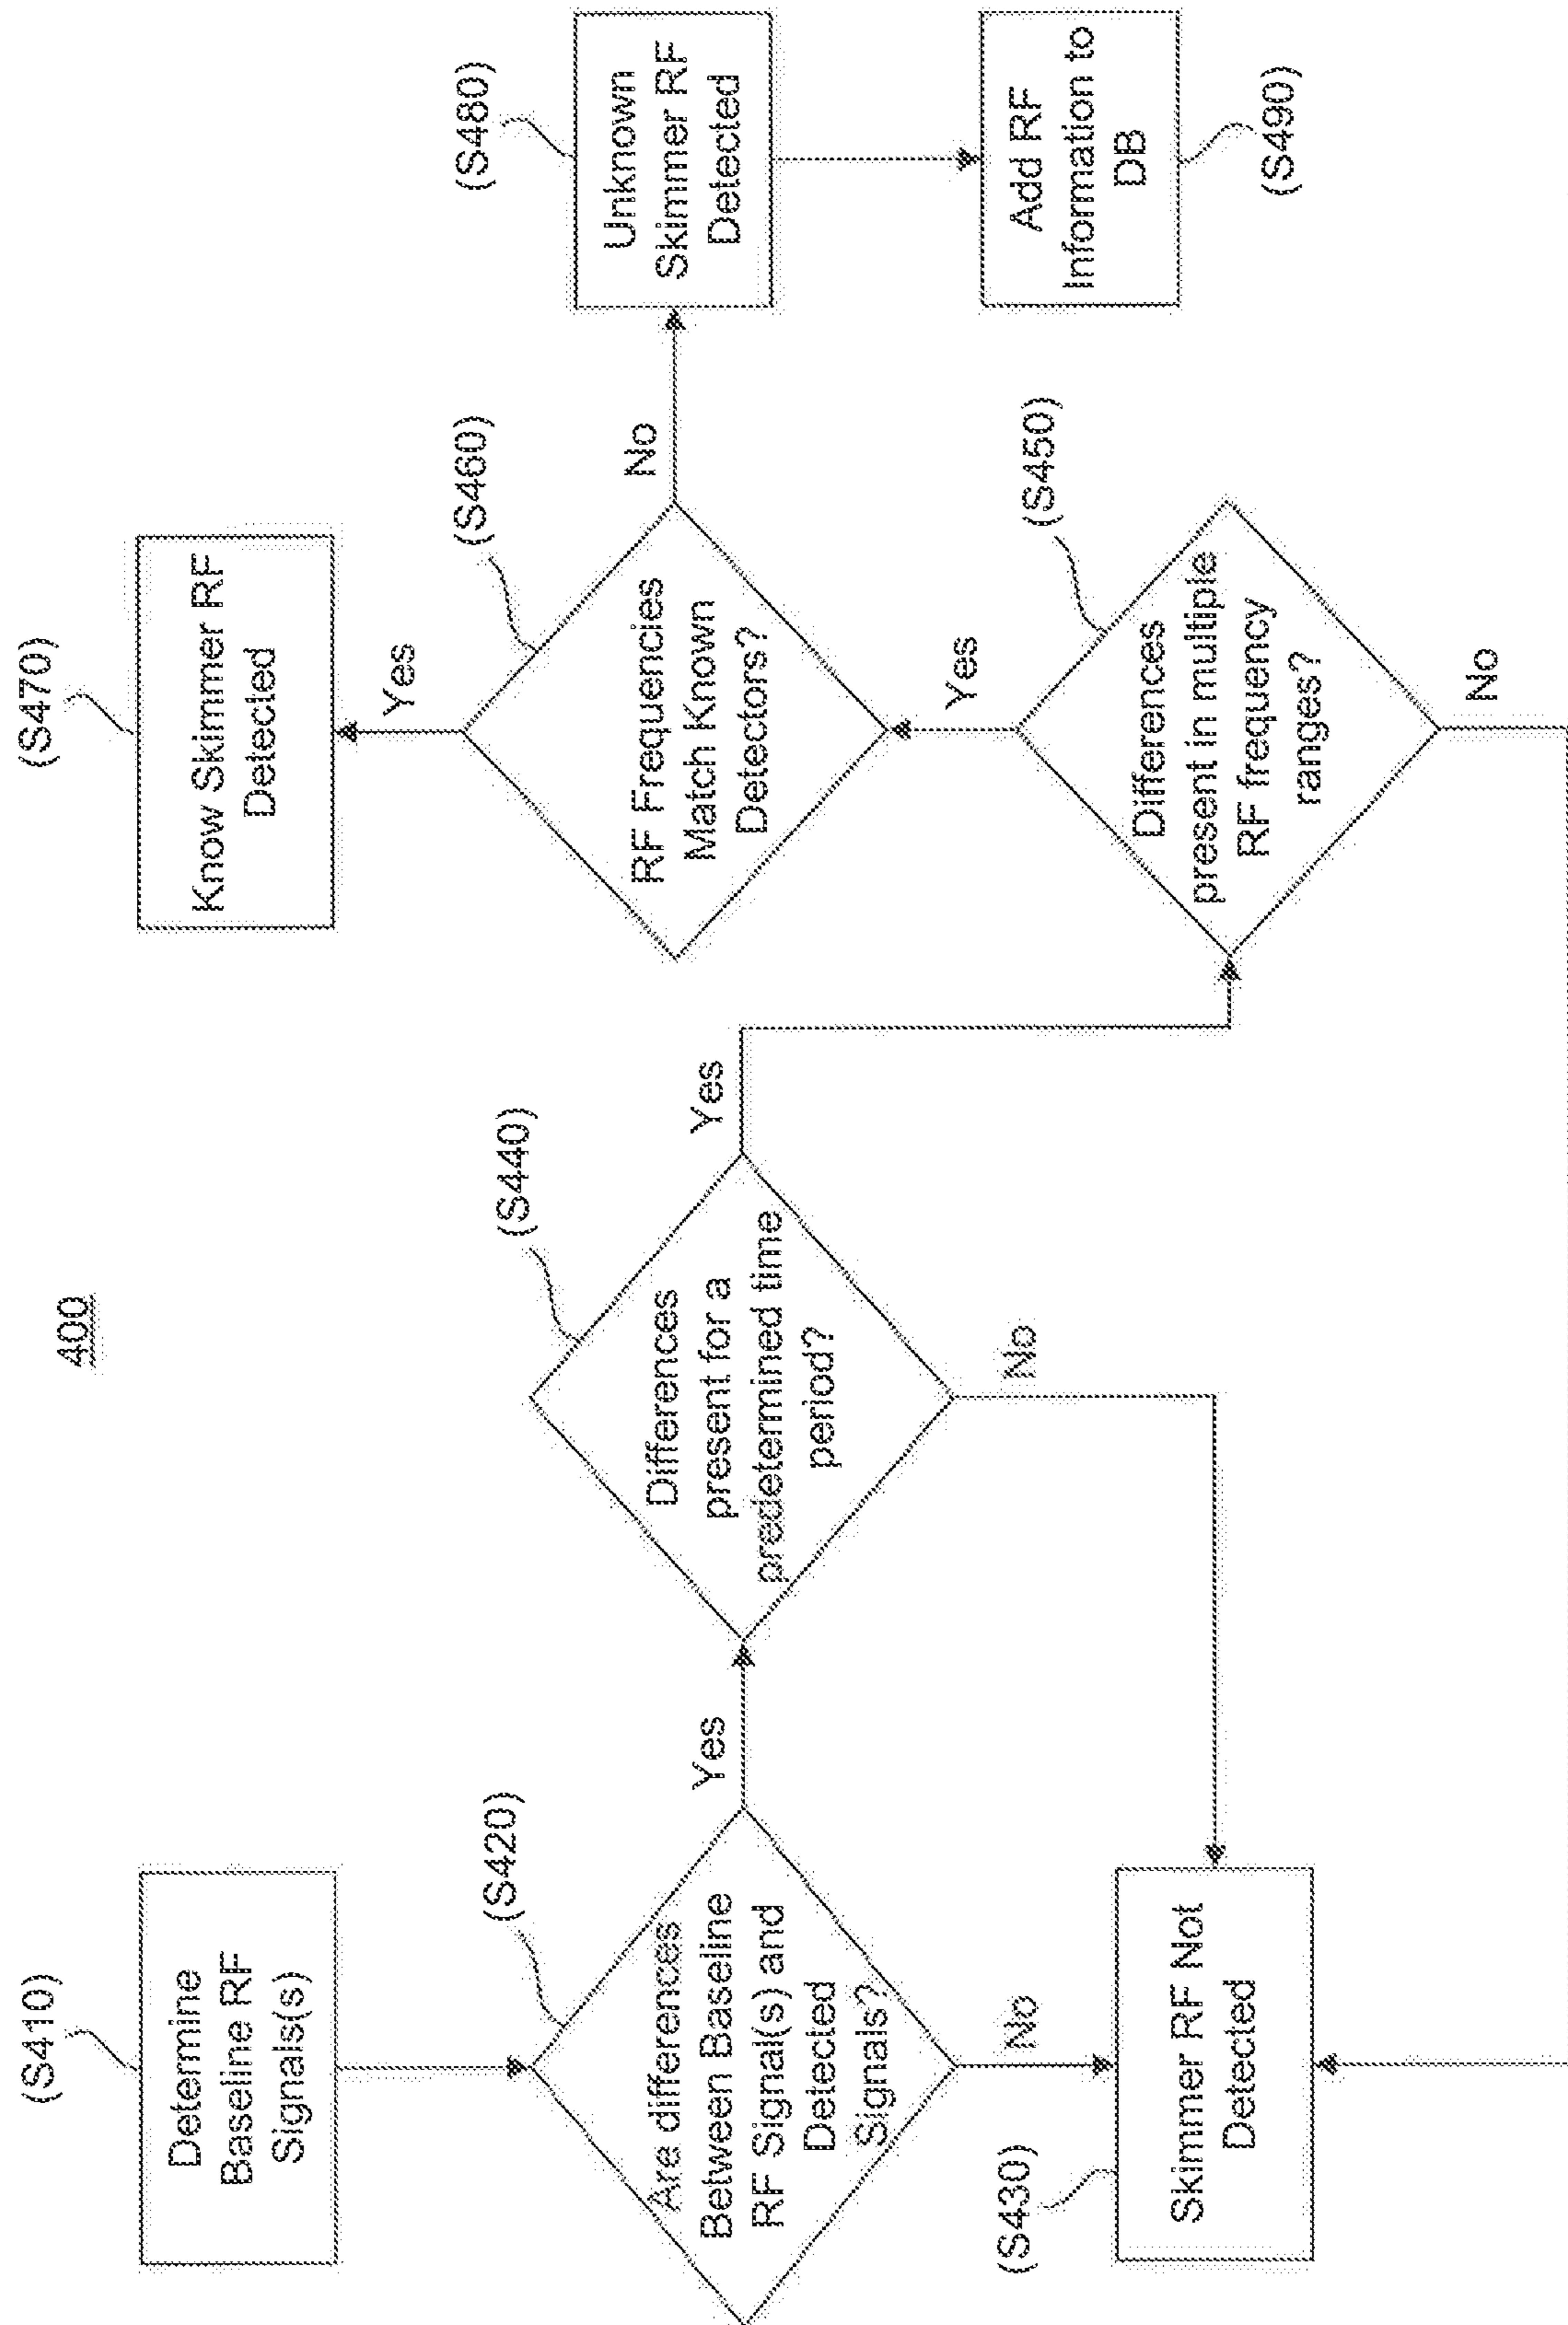 400
(S410)
Determine
Baseline RF
Signals(s)
(S420)
Are differences
Between Baseline
RF Signal(s) and
Detected
Signals?
Yes
No
(S430)
Skimmer RF Not
Detected
(S440)
Differences
present for a
predetermined time
period?
Yes
No
(S450)
Differences
present in multiple
RF frequency
ranges?
Yes
No
(S460)
RF Frequencies
Match Known
Detectors?
Yes
No
(S470)
Know Skimmer RF
Detected
(S480)
Unknown
Skimmer RF
Detected
Add RF
Information to
DB
(S490)